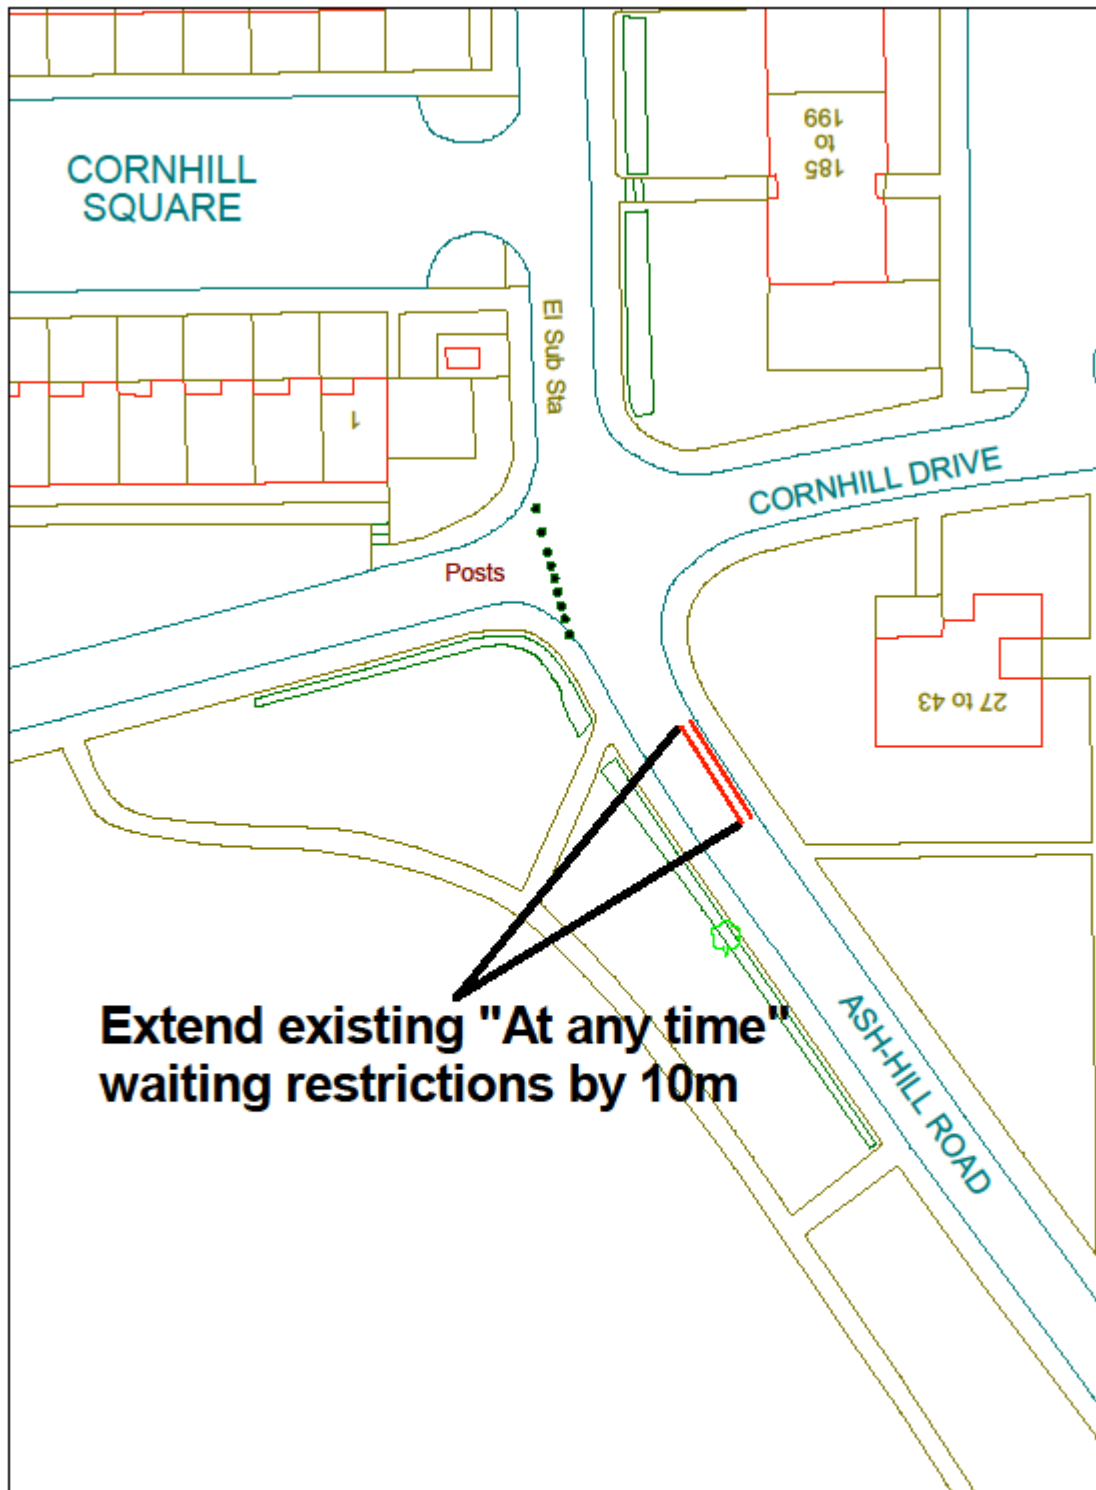 CORNHILL
SQUARE
199
to
185
El Sub Sta
1
CORNHILL DRIVE
Posts
27 to 43
Extend existing "At any time"
waiting restrictions by 10m
ASH-HILL ROAD